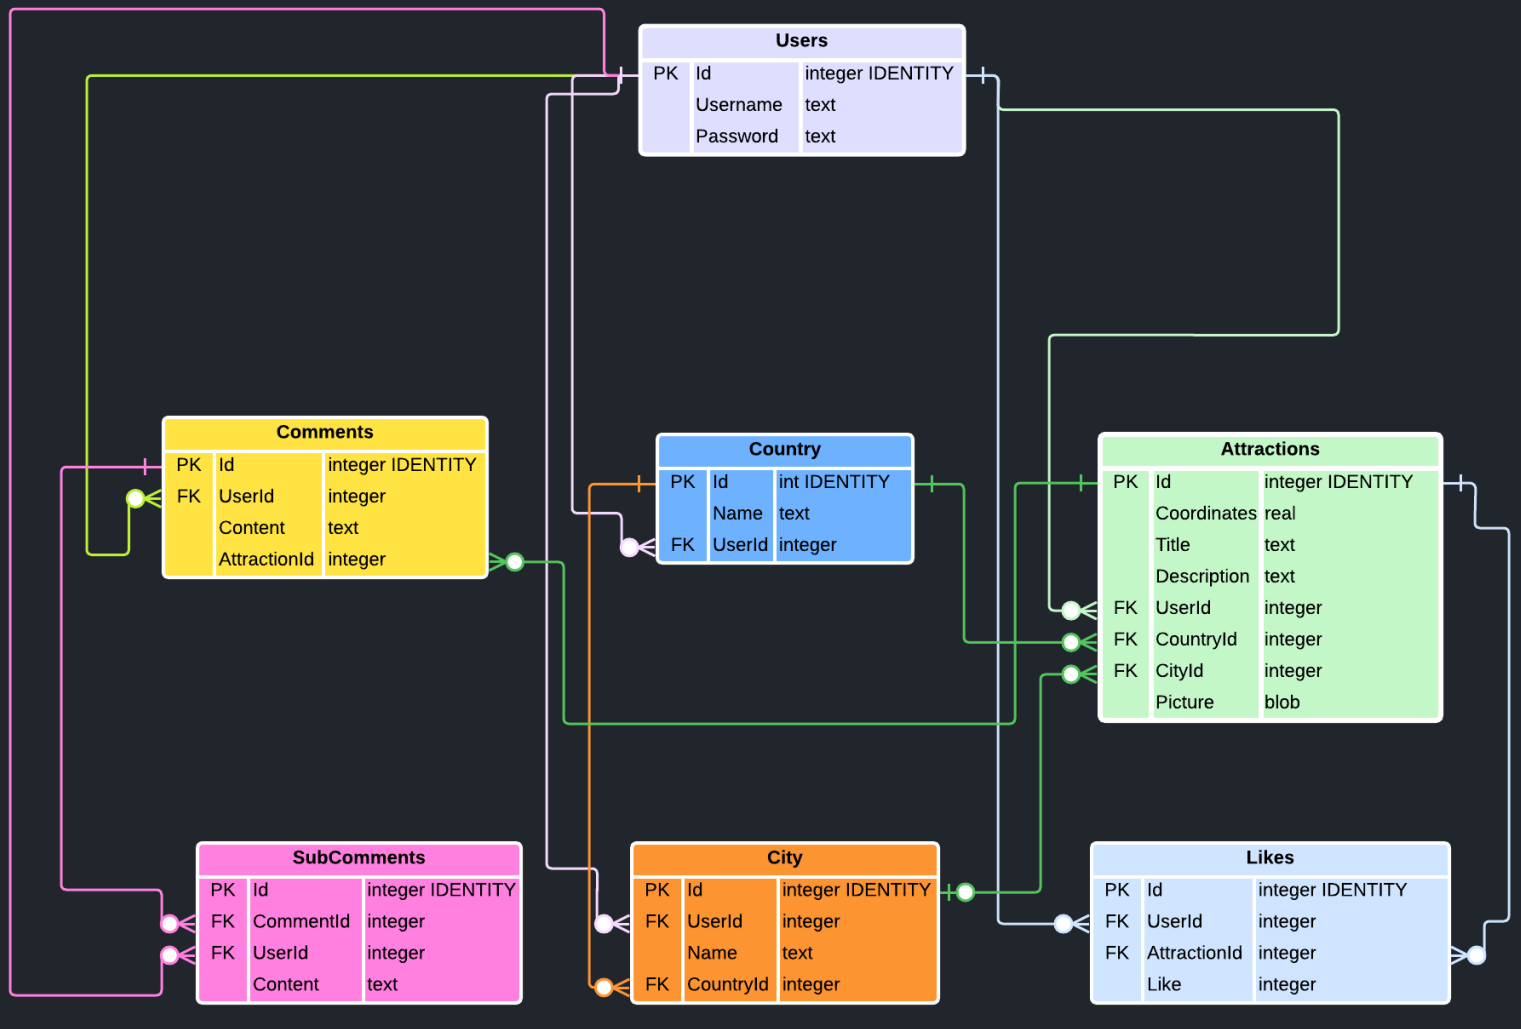 Users
PK Id integer IDENTITY
Username text
Password text
Comments
PK Id integer IDENTITY
FK UserId integer
Content text
AttractionId integer
Country
PK Id int IDENTITY
Name text
FK UserId integer
Attractions
PK Id integer IDENTITY
Coordinates real
Title text
Description text
FK UserId integer
FK CountryId integer
FK CityId integer
Picture blob
SubComments
PK Id integer IDENTITY
FK CommentId integer
FK UserId integer
Content text
City
PK Id integer IDENTITY
FK UserId integer
Name text
FK CountryId integer
Likes
PK Id integer IDENTITY
FK UserId integer
FK AttractionId integer
Like integer